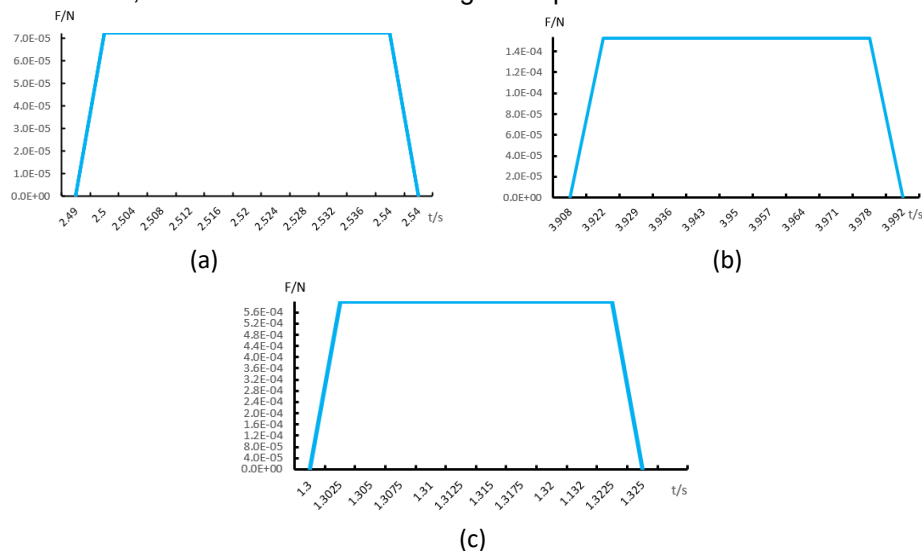 F/N
7.0E-05
6.0E-05
5.0E-05
4.0E-05
3.0E-05
2.0E-05
1.0E-05
0.0E+00
2.49 2.5 2.504 2.508 2.512 2.516 2.52 2.524 2.528 2.532 2.536 2.54 2.54 t/s
(a)
F/N
1.4E-04
1.2E-04
1.0E-04
8.0E-05
6.0E-05
4.0E-05
2.0E-05
0.0E+00
3.908 3.922 3.929 3.936 3.943 3.95 3.957 3.964 3.971 3.978 3.992 t/s
(b)
F/N
5.6E-04
5.2E-04
4.8E-04
4.4E-04
4.0E-04
3.6E-04
3.2E-04
2.8E-04
2.4E-04
2.0E-04
1.6E-04
1.2E-04
8.0E-05
4.0E-05
0.0E+00
1.3 1.3025 1.305 1.3075 1.31 1.3125 1.315 1.3175 1.32 1.132 1.3225 1.325 t/s
(c)